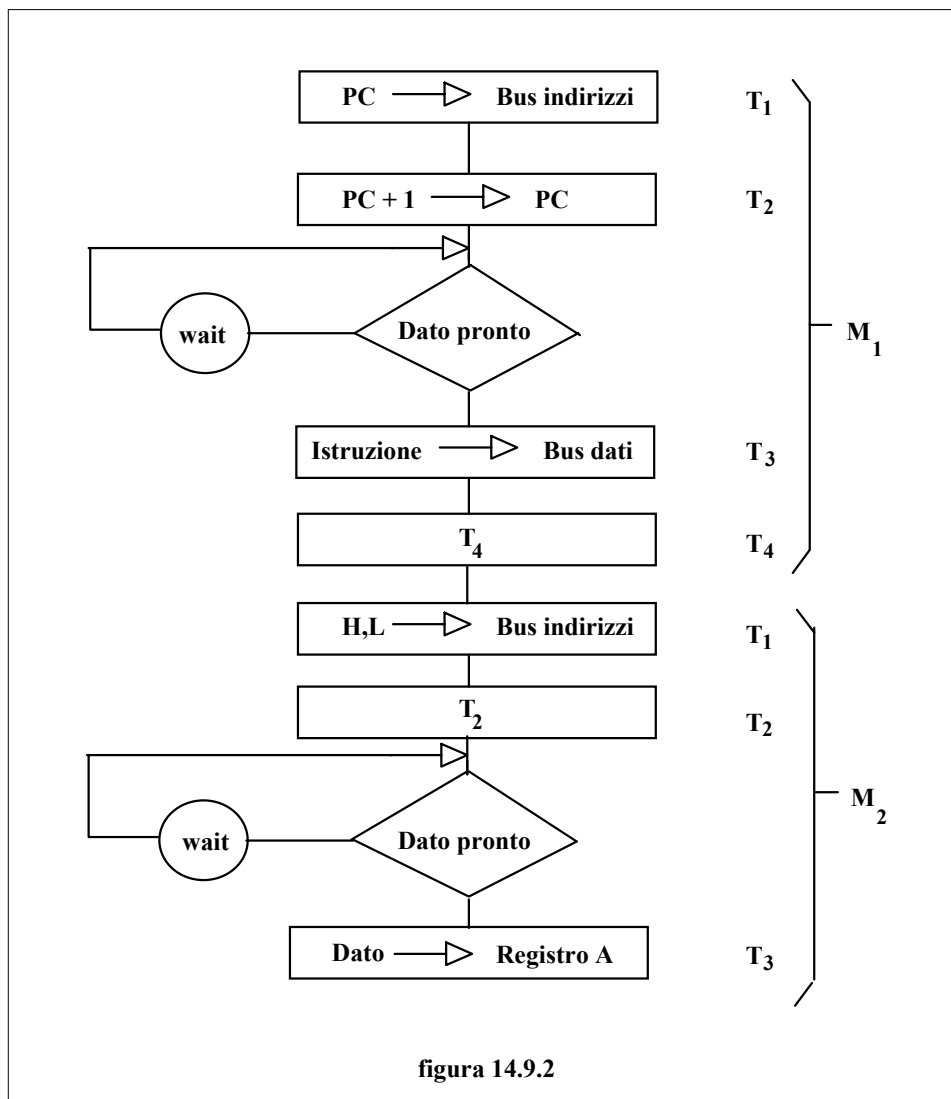 PC Bus indirizzi T1
PC + 1 PC T2
wait Dato pronto M1
Istruzione Bus dati T3
T4 T4
H,L Bus indirizzi T1
T2 T2
wait Dato pronto M2
Dato Registro A T3
figura 14.9.2